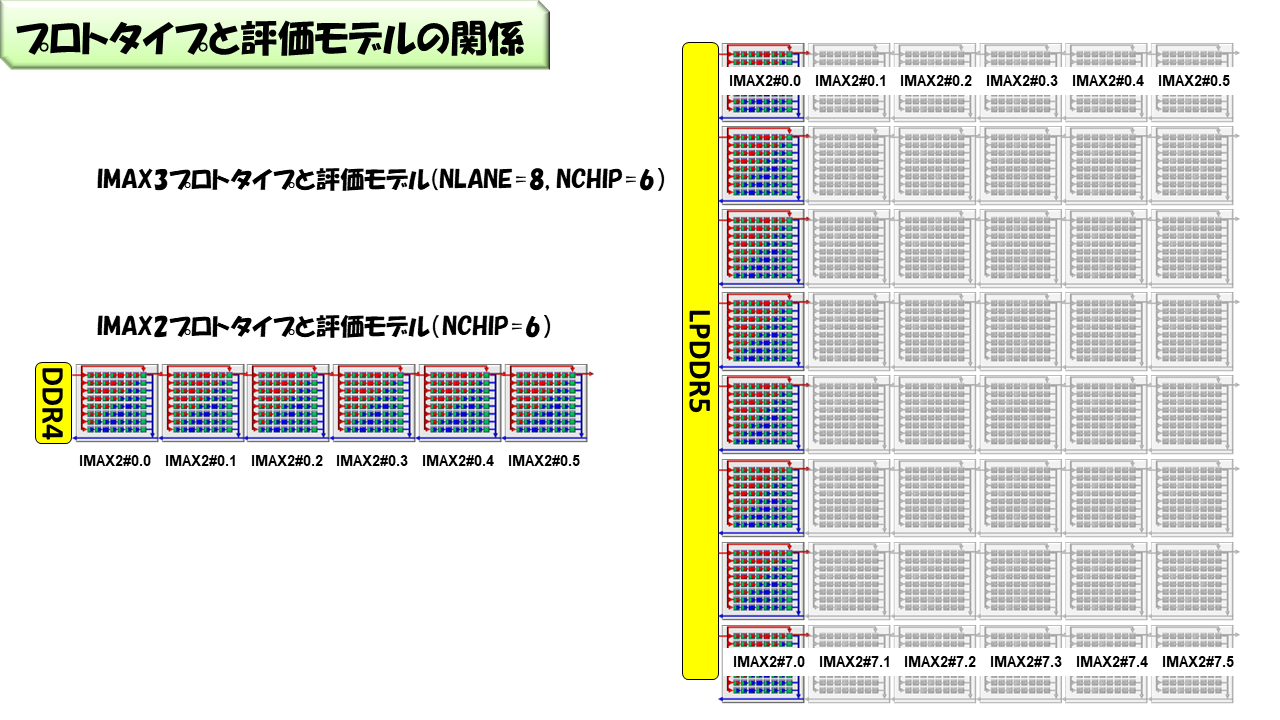 プロトタイプと評価モデルの関係
IMAX3プロトタイプと評価モデル(NLANE=8, NCHIP=6)
IMAX2プロトタイプと評価モデル(NCHIP=6)
DDR4
IMAX2#0.0 IMAX2#0.1 IMAX2#0.2 IMAX2#0.3 IMAX2#0.4 IMAX2#0.5
LPDDR5
IMAX2#0.0 IMAX2#0.1 IMAX2#0.2 IMAX2#0.3 IMAX2#0.4 IMAX2#0.5
IMAX2#7.0 IMAX2#7.1 IMAX2#7.2 IMAX2#7.3 IMAX2#7.4 IMAX2#7.5